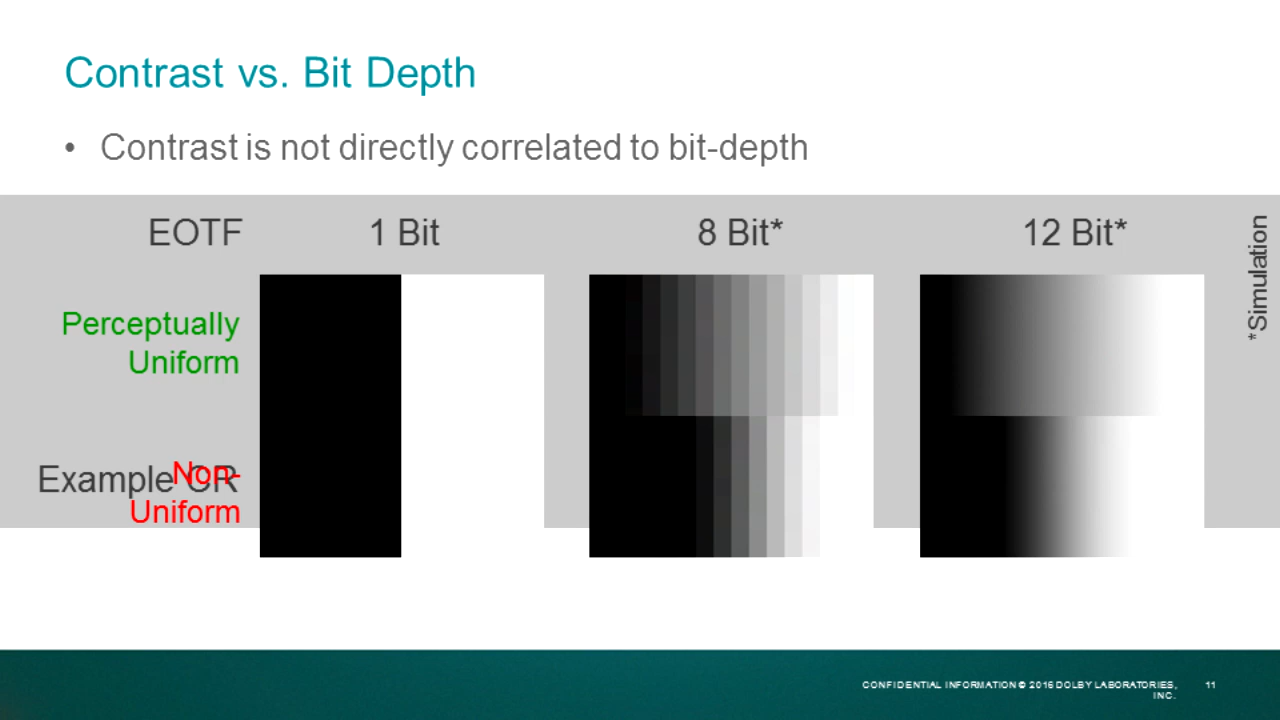 Contrast vs. Bit Depth
• Contrast is not directly correlated to bit-depth
EOTF 1 Bit 8 Bit* 12 Bit*
*Simulation
Perceptually
Uniform
Example CR
Non-
Uniform
CONFIDENTIAL INFORMATION © 2016 DOLBY LABORATORIES, INC. 11